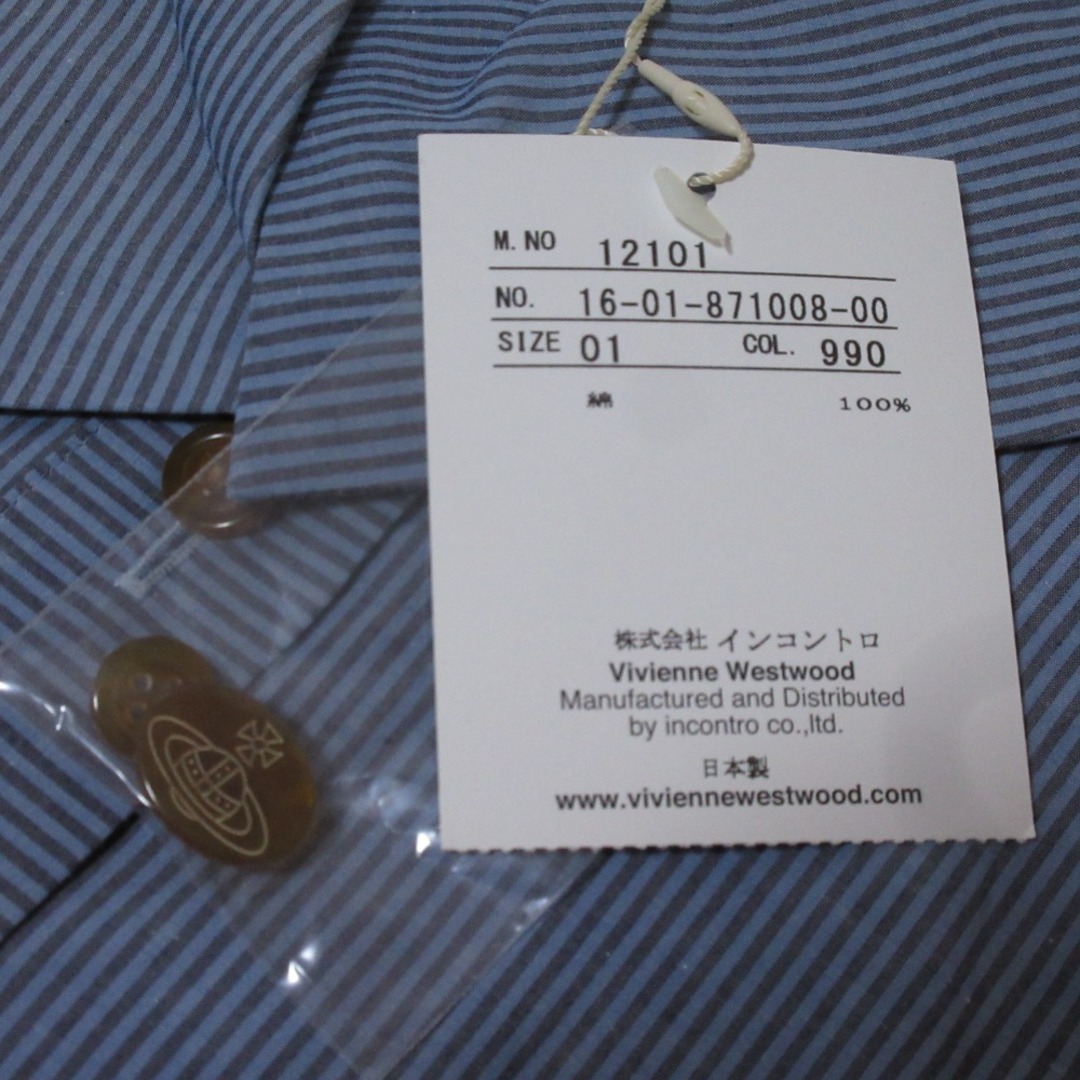 M.NO 12101
NO. 16-01-871008-00
SIZE 01 COL. 990
綿 100%
株式会社 インコントロ
Vivienne Westwood
Manufactured and Distributed
by incontro co.,ltd.
日本製
www.viviennewestwood.com